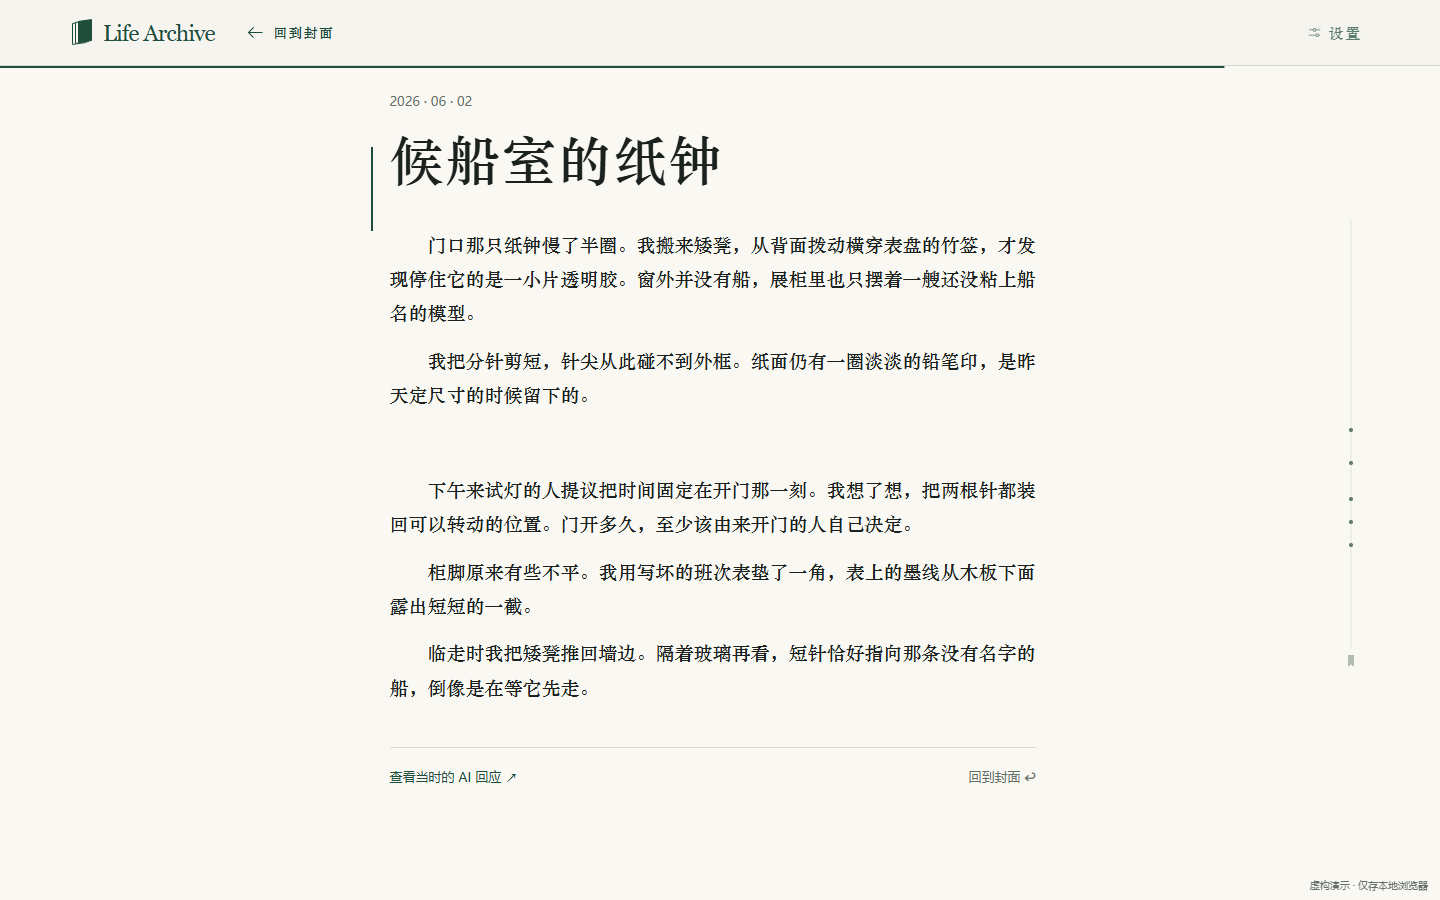 Life Archive
← 回到封面
设置
2026 · 06 · 02
候船室的纸钟
门口那只纸钟慢了半圈。我搬来矮凳，从背面拨动横穿表盘的竹签，才发
现停住它的是一小片透明胶。窗外并没有船，展柜里也只摆着一艘还没粘上船
名的模型。
我把分针剪短，针尖从此碰不到外框。纸面仍有一圈淡淡的铅笔印，是昨
天定尺寸的时候留下的。
下午来试灯的人提议把时间固定在开门那一刻。我想了想，把两根针都装
回可以转动的位置。门开多久，至少该由来开门的人自己决定。
柜脚原来有些不平。我用写坏的班次表垫了一角，表上的墨线从木板下面
露出短短的一截。
临走时我把矮凳推回墙边。隔着玻璃再看，短针恰好指向那条没有名字的
船，倒像是在等它先走。
查看当时的 AI 回应 ↗
回到封面 ↩
虚构演示 · 仅存本地浏览器